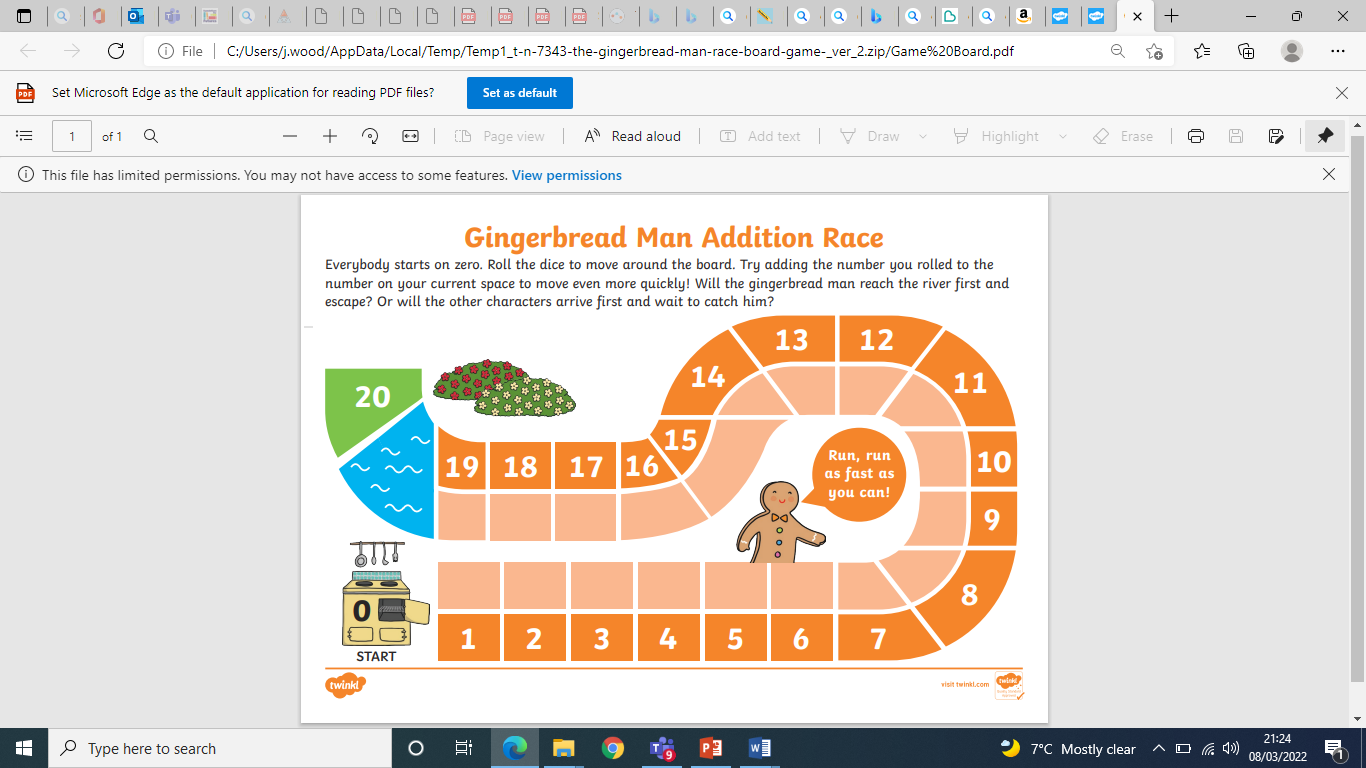 File
C:/Users/j.wood/AppData/Local/Temp/Temp1_t-n-7343-the-gingerbread-man-race-board-game-_ver_2.zip/Game%20Board.pdf
PDF Set Microsoft Edge as the default application for reading PDF files? Set as default
1 of 1 Page view A Read aloud T Add text Draw Highlight Erase
This file has limited permissions. You may not have access to some features. View permissions
Gingerbread Man Addition Race
Everybody starts on zero. Roll the dice to move around the board. Try adding the number you rolled to the
number on your current space to move even more quickly! Will the gingerbread man reach the river first and
escape? Or will the other characters arrive first and wait to catch him?
13 12
14 11
20
15
19 18 17 16
10
Run, run
as fast as
you can!
9
8
0
START
1 2 3 4 5 6 7
twinkl
visit twinkl.com
twinkl
Type here to search
9
7°C Mostly clear
21:24
08/03/2022
1